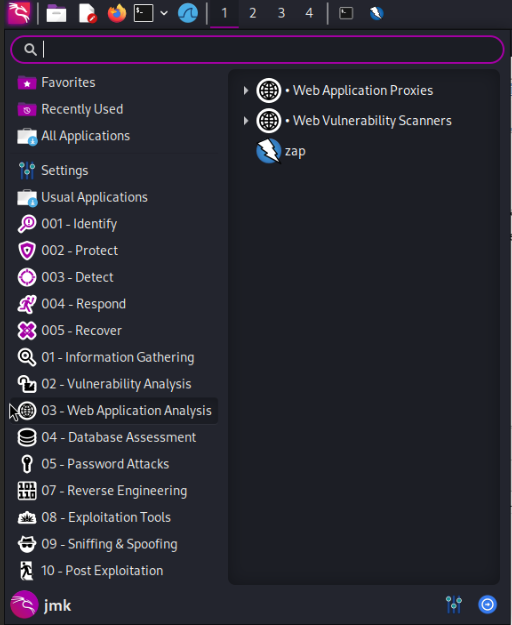 1 2 3 4
Favorites
Recently Used
All Applications
Settings
Usual Applications
001 - Identify
002 - Protect
003 - Detect
004 - Respond
005 - Recover
01 - Information Gathering
02 - Vulnerability Analysis
03 - Web Application Analysis
04 - Database Assessment
05 - Password Attacks
07 - Reverse Engineering
08 - Exploitation Tools
09 - Sniffing & Spoofing
10 - Post Exploitation
• Web Application Proxies
• Web Vulnerability Scanners
zap
jmk